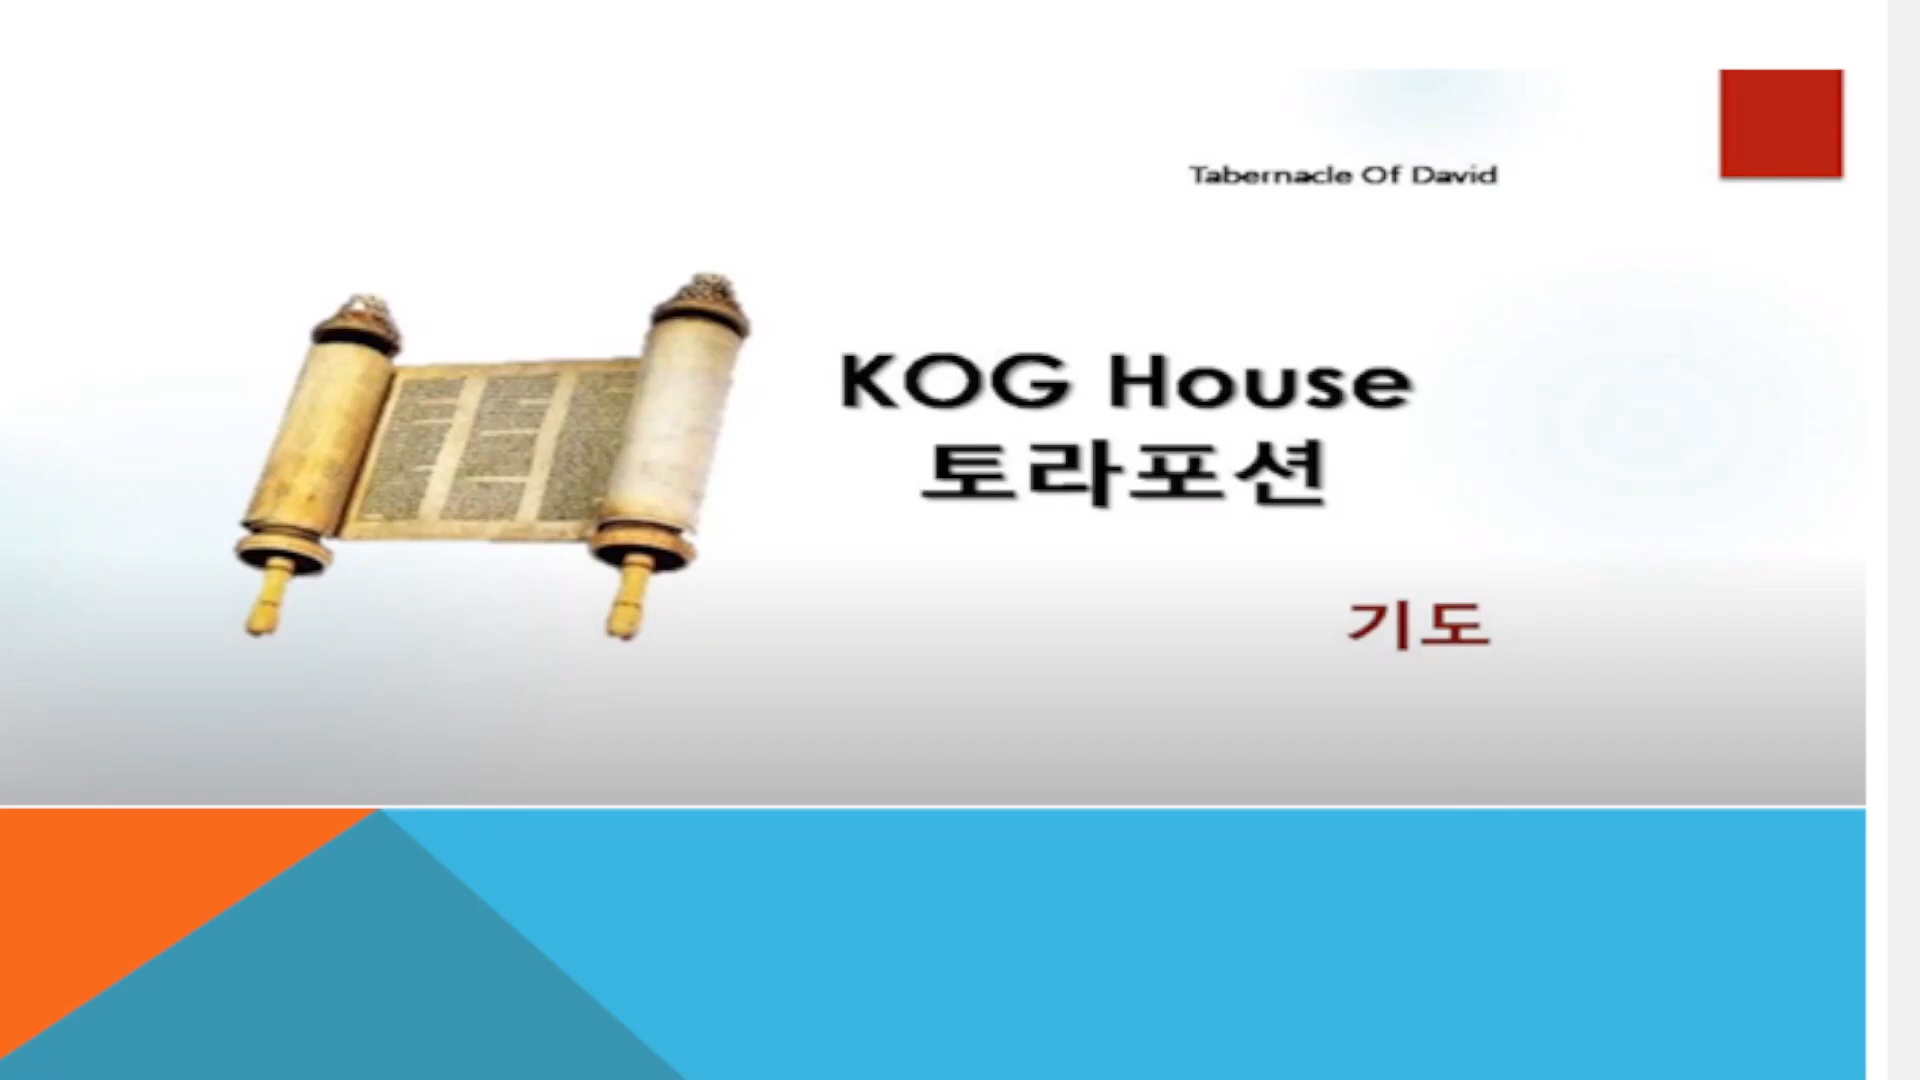 Tabernacle Of David
KOG House
토라포션
기도